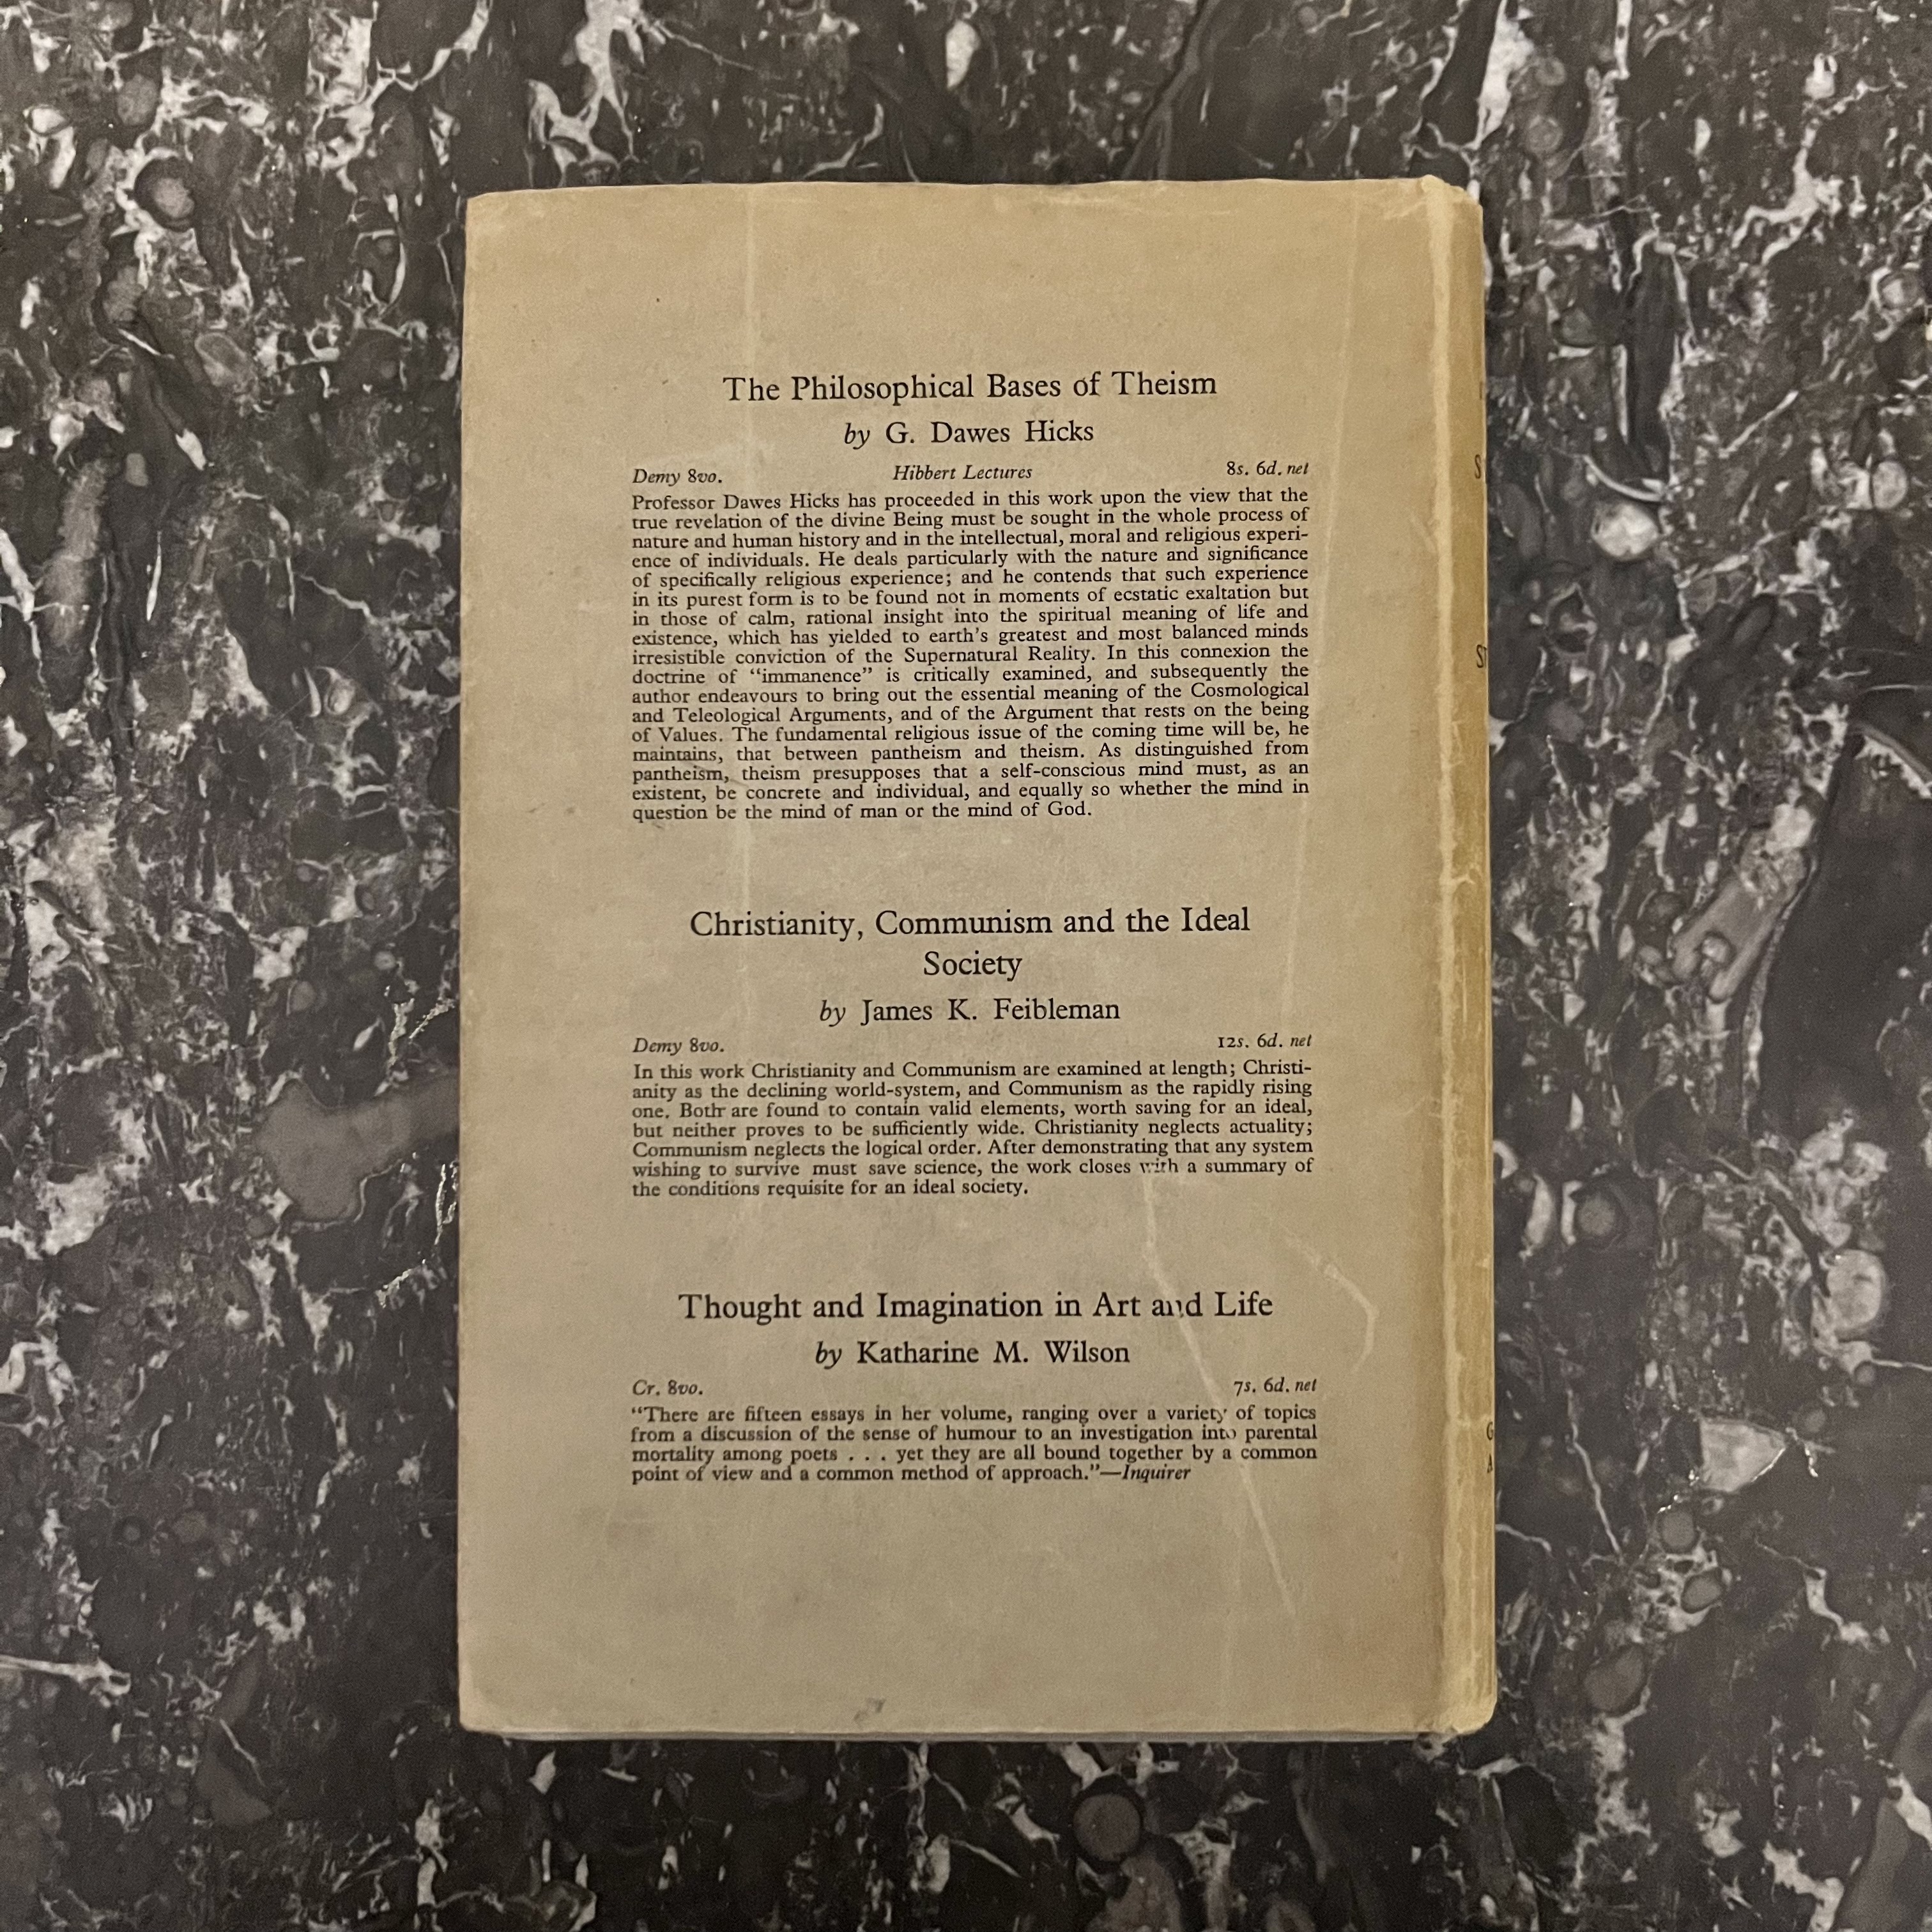 The Philosophical Bases of Theism
by G. Dawes Hicks
Demy 8vo. Hibbert Lectures 8s. 6d. net
Professor Dawes Hicks has proceeded in this work upon the view that the
true revelation of the divine Being must be sought in the whole process of
nature and human history and in the intellectual, moral and religious experi-
ence of individuals. He deals particularly with the nature and significance
of specifically religious experience; and he contends that such experience
in its purest form is to be found not in moments of ecstatic exaltation but
in those of calm, rational insight into the spiritual meaning of life and
existence, which has yielded to earth's greatest and most balanced minds
irresistible conviction of the Supernatural Reality. In this connexion the
doctrine of "immanence" is critically examined, and subsequently the
author endeavours to bring out the essential meaning of the Cosmological
and Teleological Arguments, and of the Argument that rests on the being
of Values. The fundamental religious issue of the coming time will be, he
maintains, that between pantheism and theism. As distinguished from
pantheism, theism presupposes that a self-conscious mind must, as an
existent, be concrete and individual, and equally so whether the mind in
question be the mind of man or the mind of God.
Christianity, Communism and the Ideal
Society
by James K. Feibleman
Demy 8vo. 12s. 6d. net
In this work Christianity and Communism are examined at length; Christi-
anity as the declining world-system, and Communism as the rapidly rising
one. Both are found to contain valid elements, worth saving for an ideal,
but neither proves to be sufficiently wide. Christianity neglects actuality;
Communism neglects the logical order. After demonstrating that any system
wishing to survive must save science, the work closes with a summary of
the conditions requisite for an ideal society.
Thought and Imagination in Art and Life
by Katharine M. Wilson
Cr. 8vo. 7s. 6d. net
"There are fifteen essays in her volume, ranging over a variety of topics
from a discussion of the sense of humour to an investigation into parental
mortality among poets . . . yet they are all bound together by a common
point of view and a common method of approach."—Inquirer